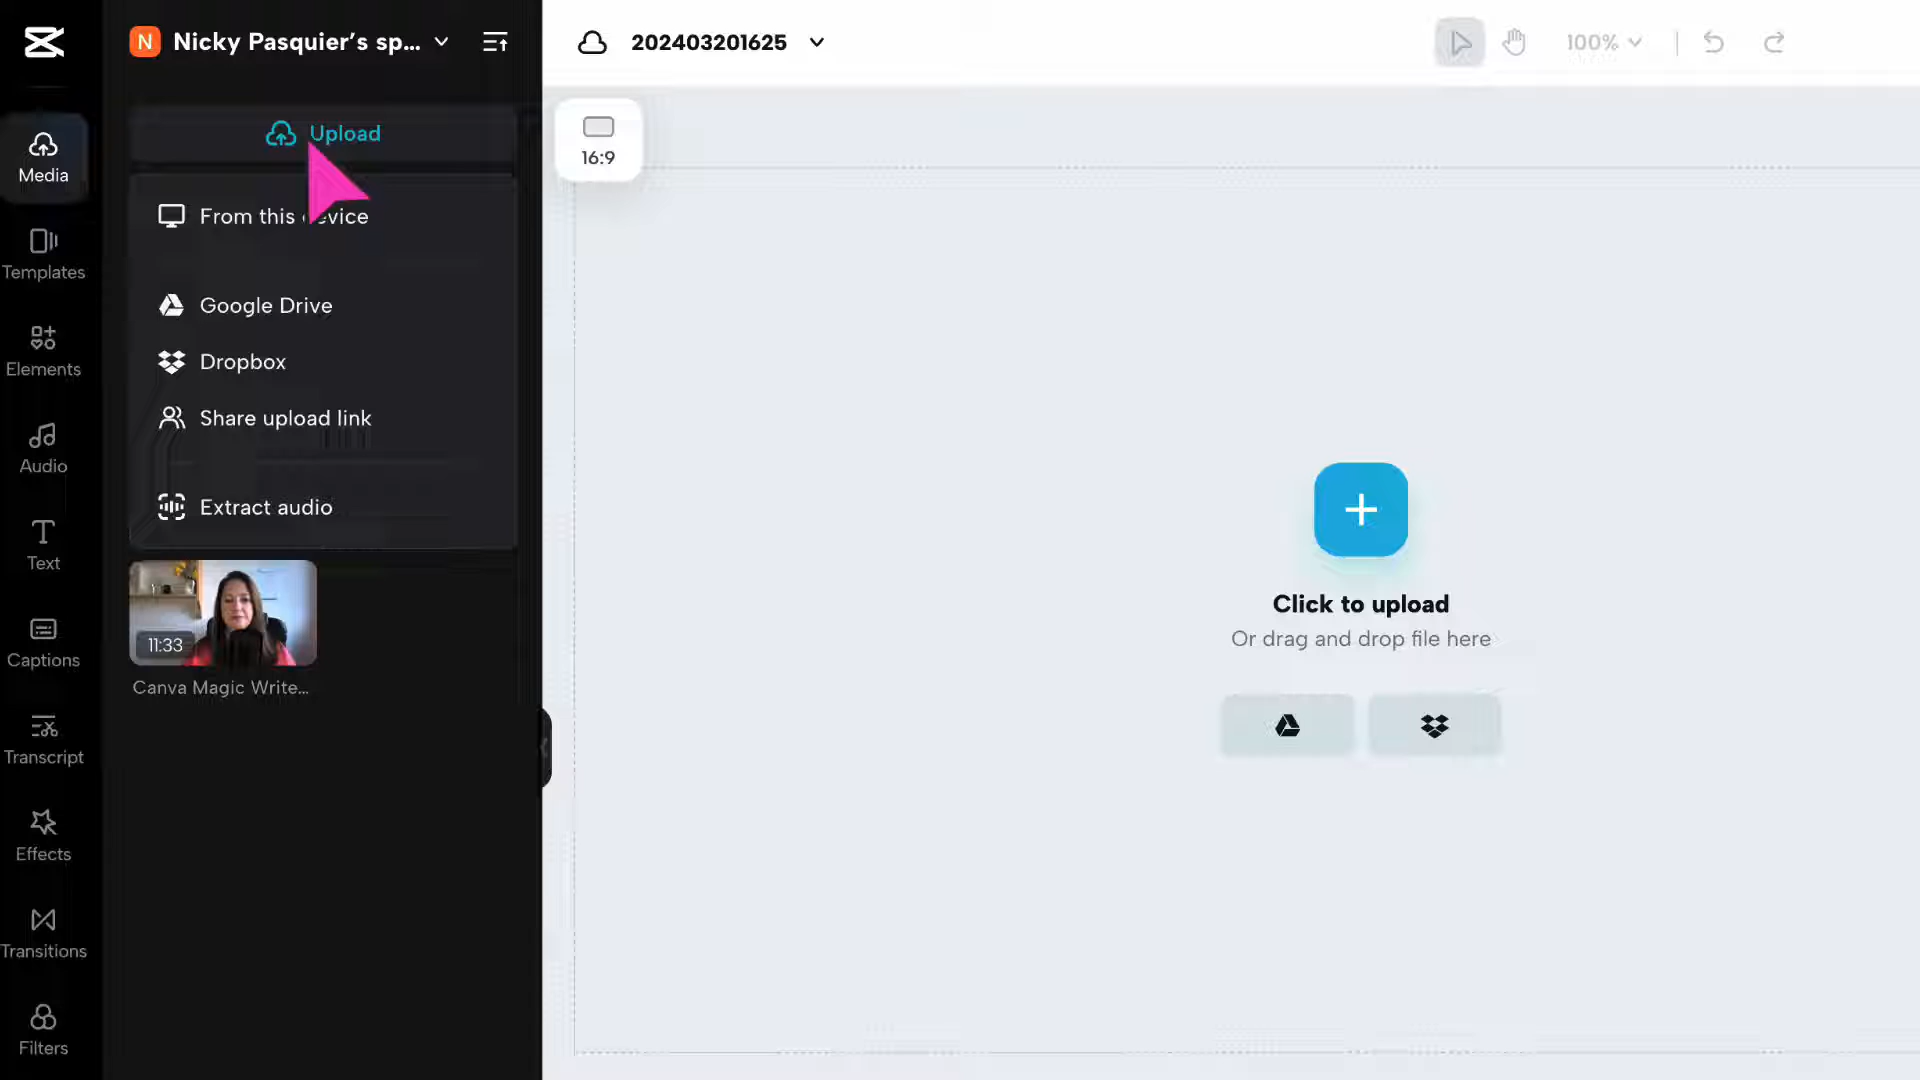 N Nicky Pasquier's sp...
202403201625
100%
Upload
16:9
Media
From this device
Templates
Google Drive
Elements
Dropbox
Share upload link
Audio
Extract audio
Text
Click to upload
11:33
Or drag and drop file here
Captions
Canva Magic Write...
Transcript
Effects
Transitions
Filters